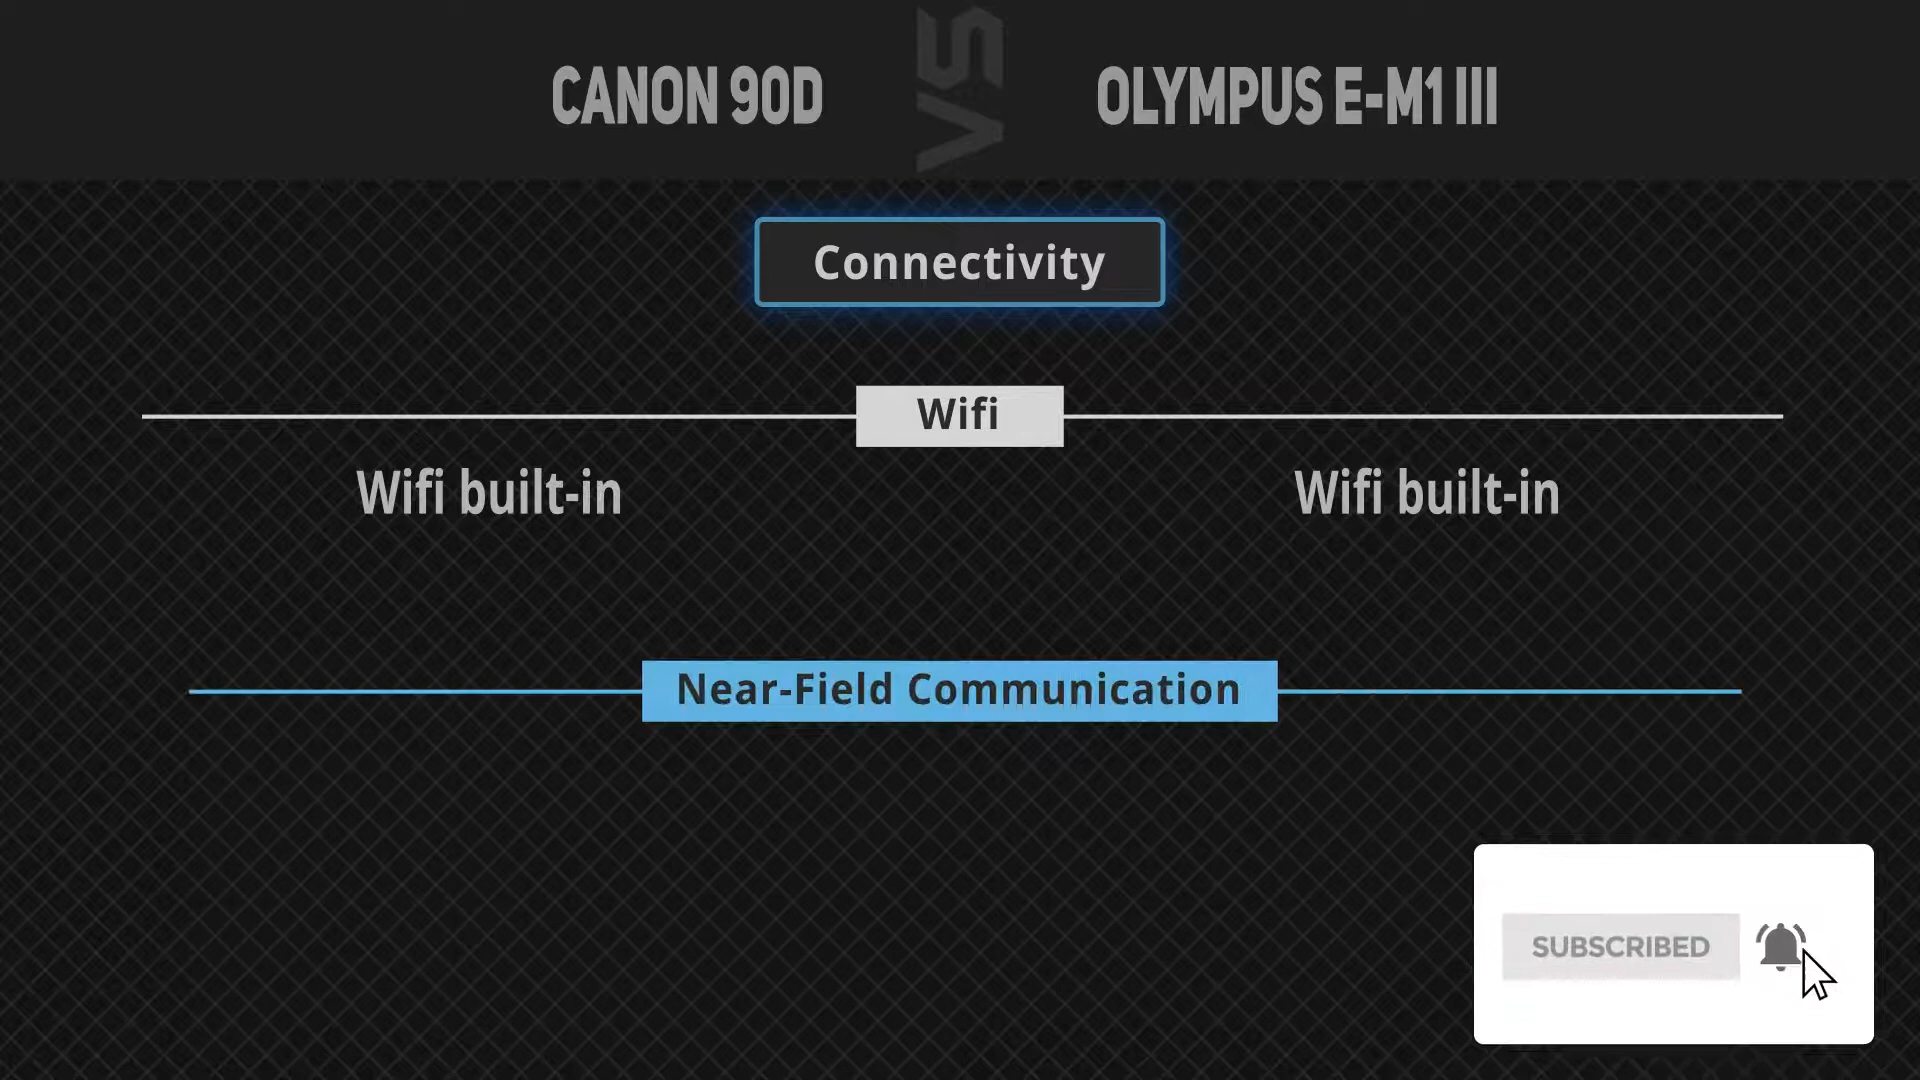 CANON 90D
VS
OLYMPUS E-M1 III
Connectivity
Wifi
Wifi built-in
Wifi built-in
Near-Field Communication
SUBSCRIBED